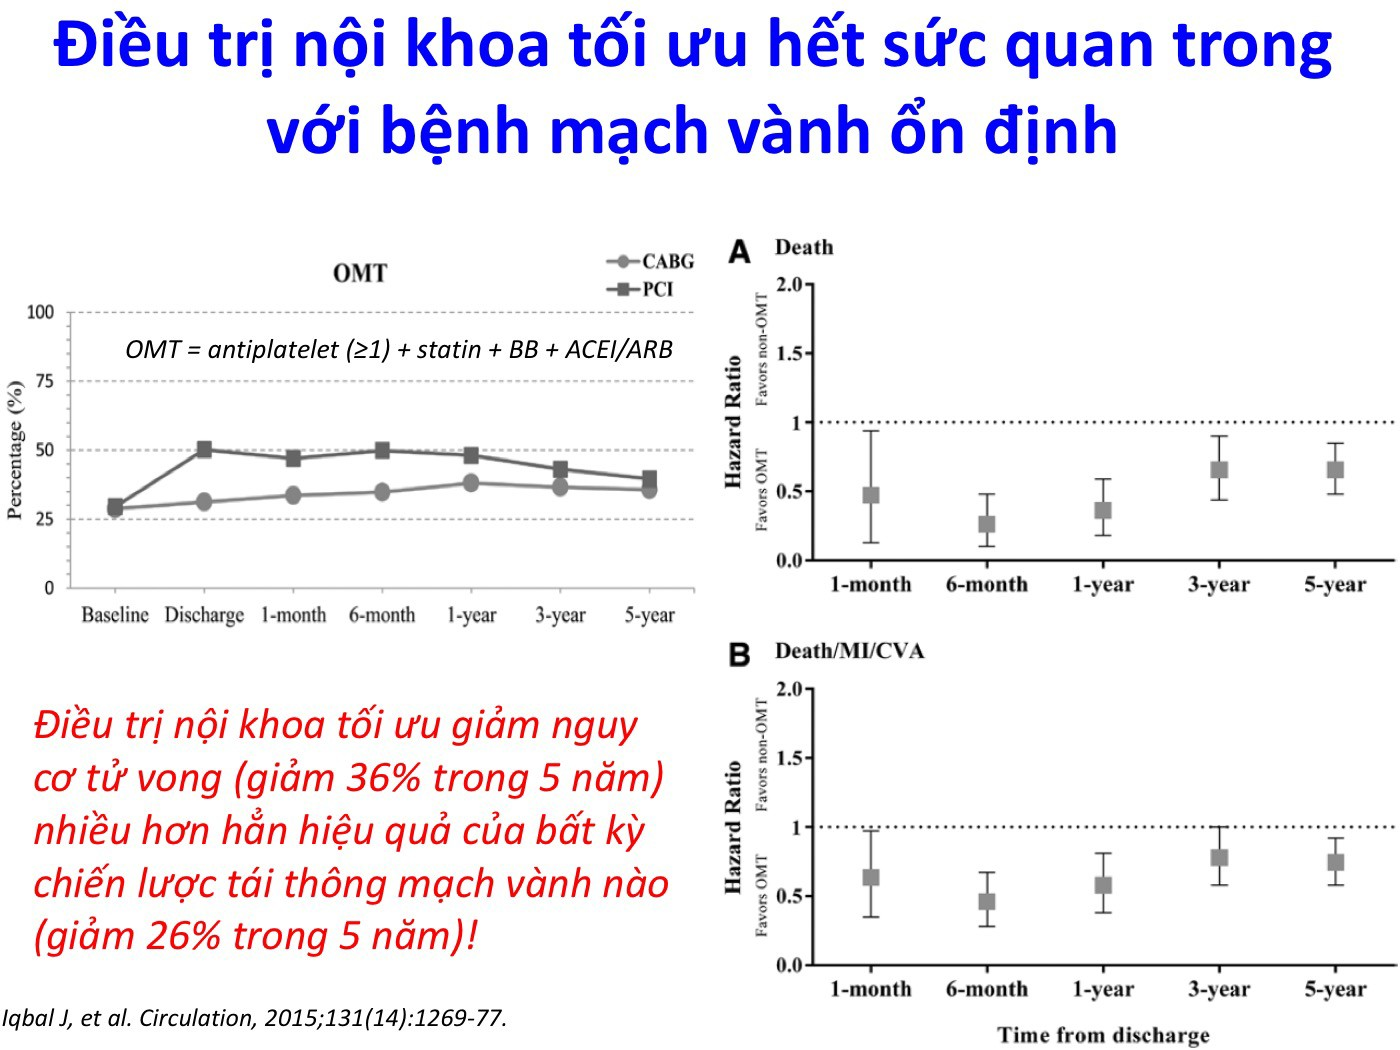 Điều trị nội khoa tối ưu hết sức quan trong
với bệnh mạch vành ổn định
OMT
CABG
PCI
OMT = antiplatelet (≥1) + statin + BB + ACEI/ARB
Percentage (%)
100
75
50
25
0
Baseline Discharge 1-month 6-month 1-year 3-year 5-year
Điều trị nội khoa tối ưu giảm nguy
cơ tử vong (giảm 36% trong 5 năm)
nhiều hơn hẳn hiệu quả của bất kỳ
chiến lược tái thông mạch vành nào
(giảm 26% trong 5 năm)!
Iqbal J, et al. Circulation, 2015;131(14):1269-77.
A Death
Hazard Ratio
Favors OMT Favors non-OMT
2.0
1.5
1
0.5
0.0
1-month 6-month 1-year 3-year 5-year
B Death/MI/CVA
Hazard Ratio
Favors OMT Favors non-OMT
2.0
1.5
1
0.5
0.0
1-month 6-month 1-year 3-year 5-year
Time from discharge